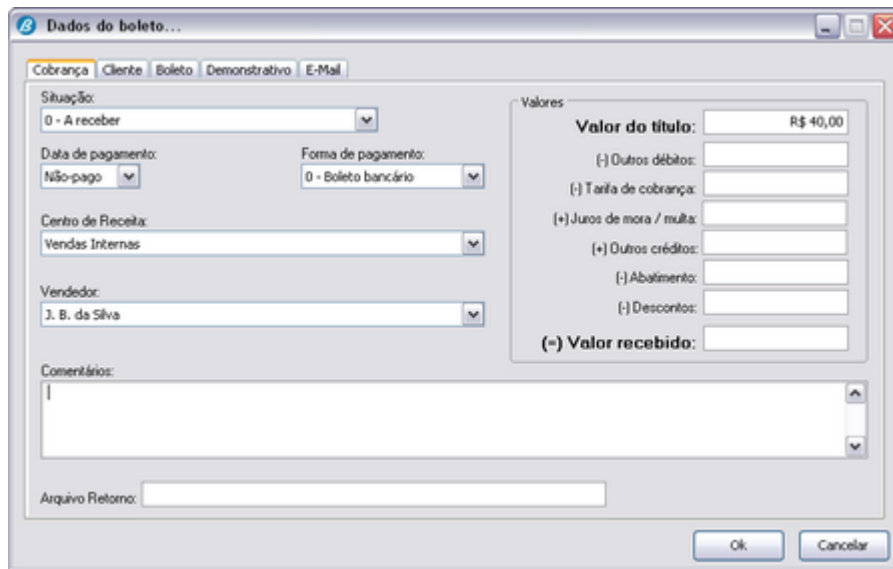 Dados do boleto...
Cobrança Cliente Boleto Demonstrativo E-Mail
Situação:
0 - A receber
Data de pagamento:
Não-pago
Forma de pagamento:
0 - Boleto bancário
Centro de Receita:
Vendas Internas
Vendedor:
J. B. da Silva
Valores
Valor do título: R$ 40,00
(-) Outros débitos:
(-) Tarifa de cobrança:
(+) Juros de mora / multa:
(+) Outros créditos:
(-) Abatimento:
(-) Descontos:
(=) Valor recebido:
Comentários:
Arquivo Retorno:
Ok Cancelar